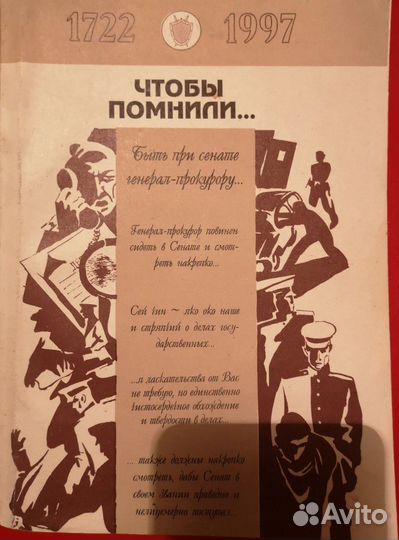 1722 1997
ЧТОБЫ
ПОМНИЛИ...
Быть при сенате
генерал-прокурору...
Генерал-прокурор повинен
сидеть в Сенате и смот-
реть накрепко...
Сей чин ~ яко око наше
и стряпчий о делах госу-
дарственных...
...я ласкательства от Вас
не требую, но единственно
чистосердечное обхождение
и твердости в делах...
... также должны накрепко
смотреть, дабы Сенат в
своем звании праведно и
нелицемерно поступал...
Avito